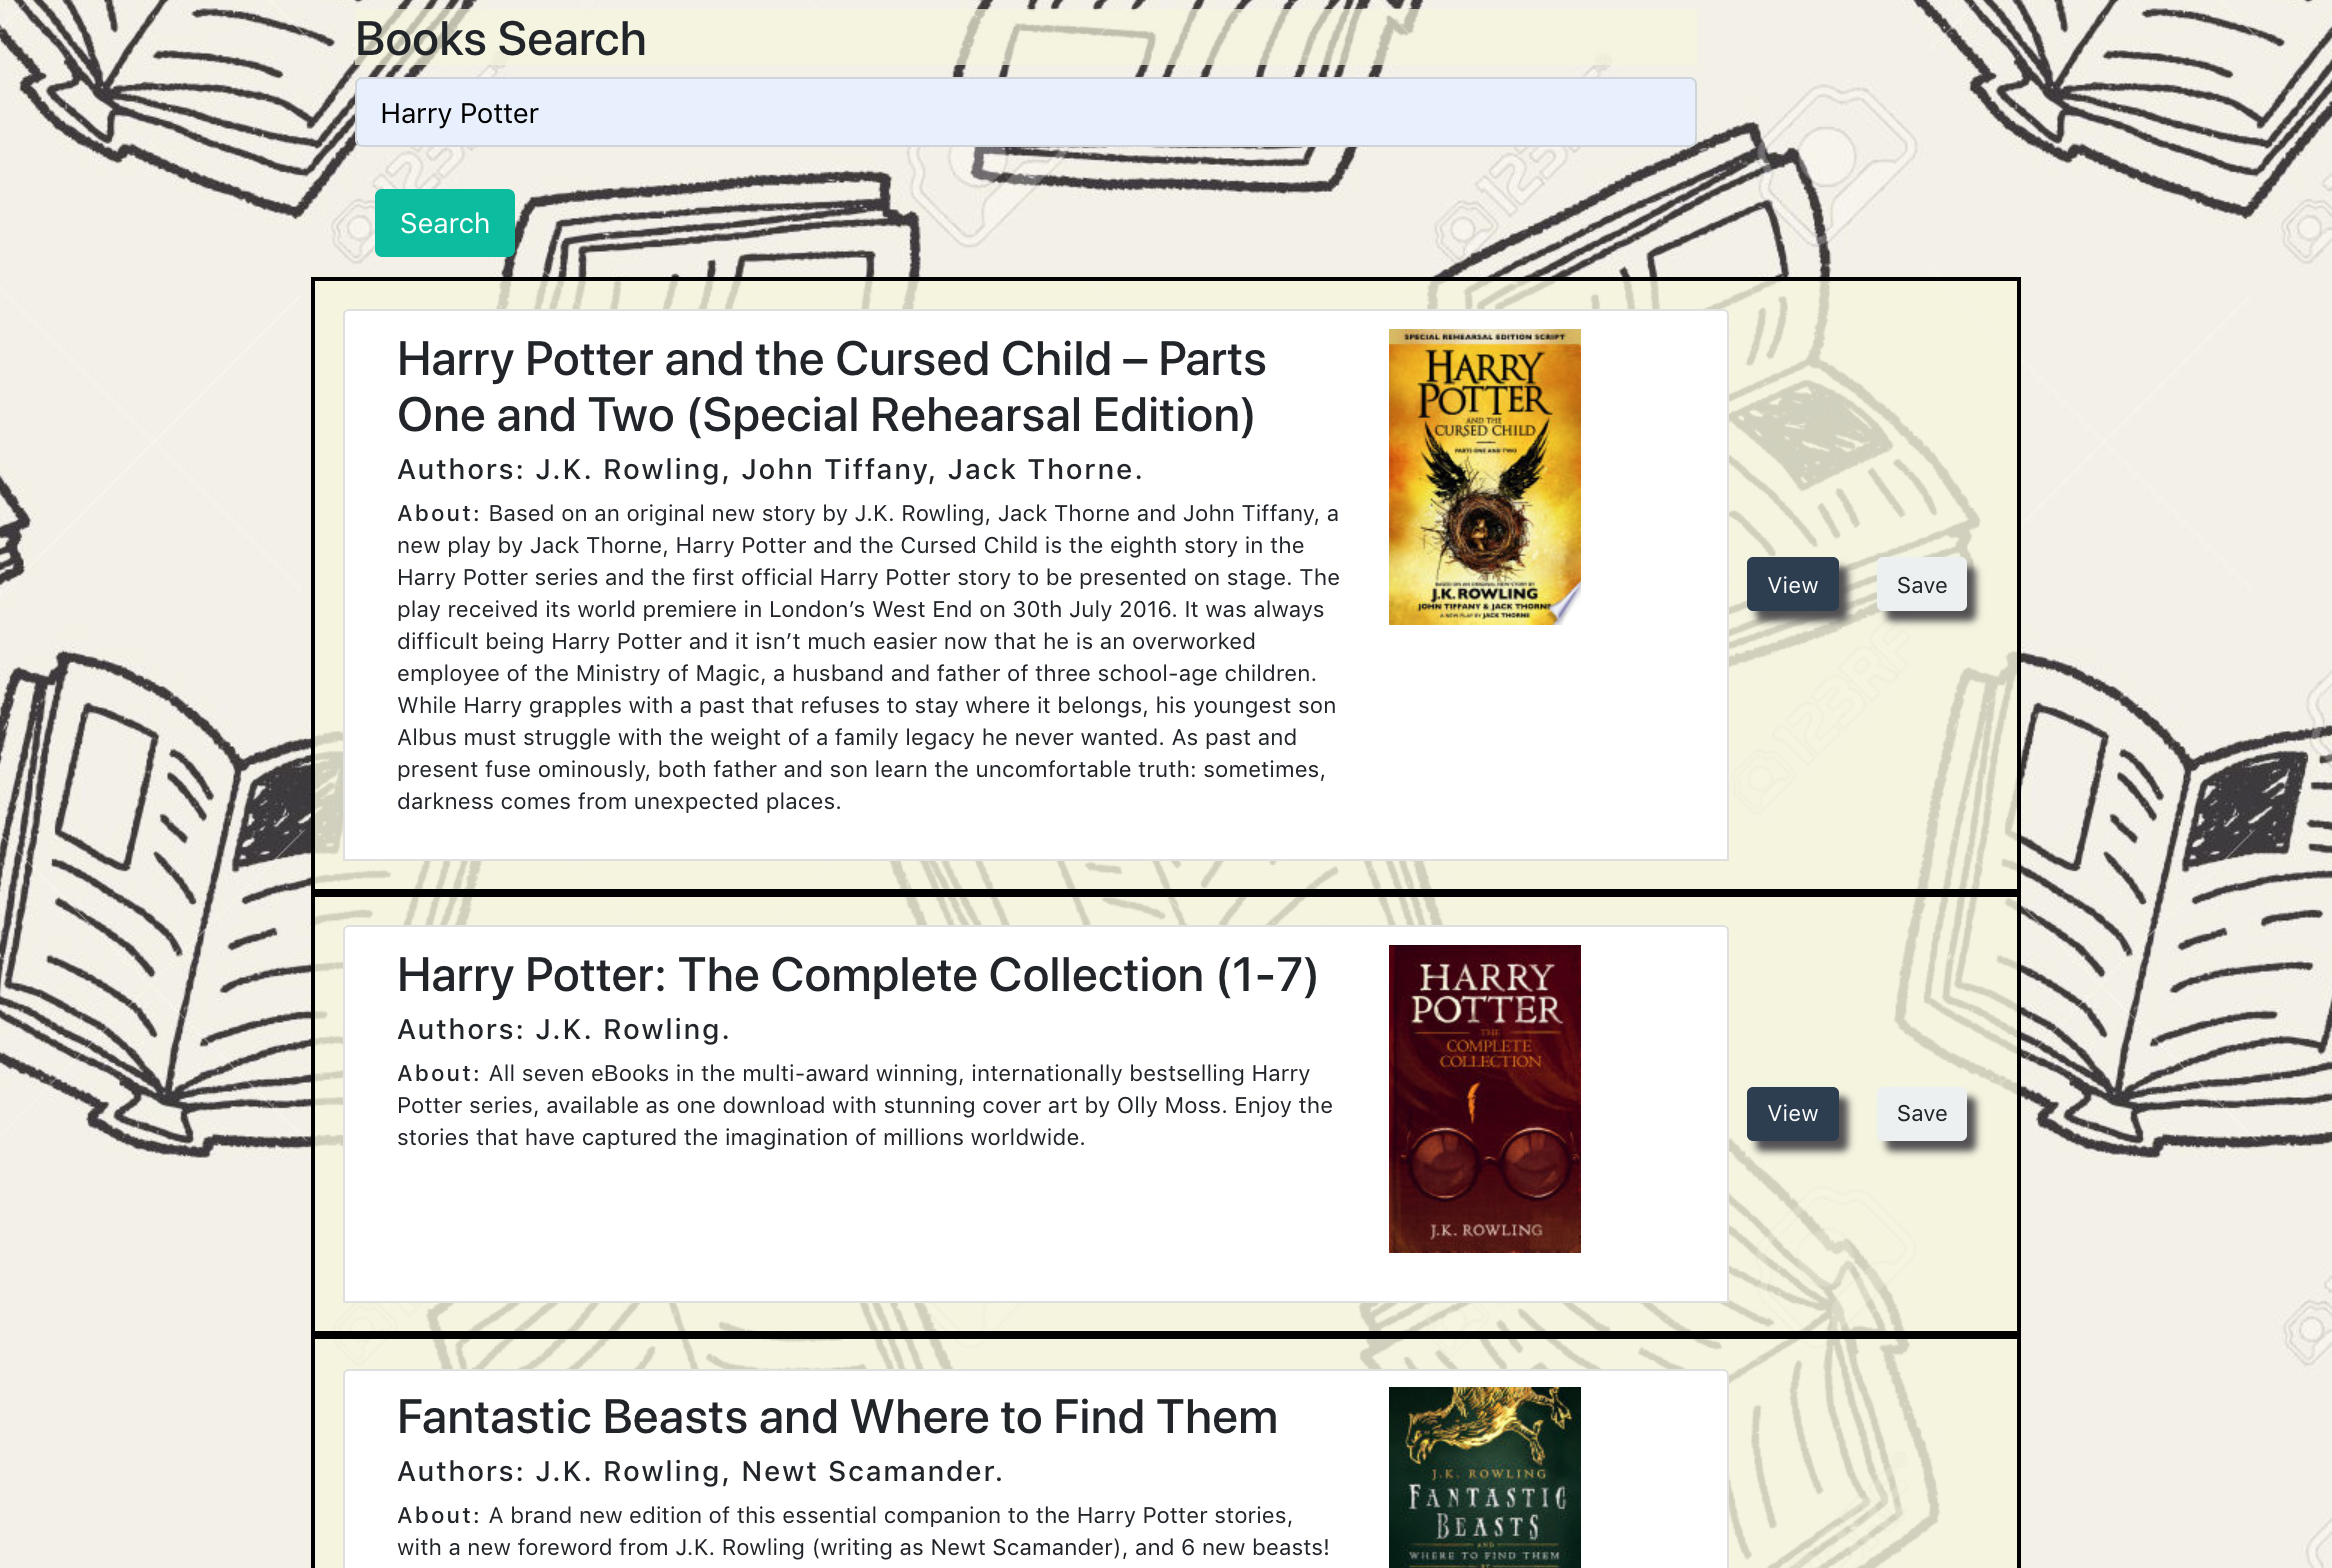 Books Search
Harry Potter
Search
Harry Potter and the Cursed Child – Parts
One and Two (Special Rehearsal Edition)
Authors: J.K. Rowling, John Tiffany, Jack Thorne.
About: Based on an original new story by J.K. Rowling, Jack Thorne and John Tiffany, a
new play by Jack Thorne, Harry Potter and the Cursed Child is the eighth story in the
Harry Potter series and the first official Harry Potter story to be presented on stage. The
play received its world premiere in London’s West End on 30th July 2016. It was always
difficult being Harry Potter and it isn’t much easier now that he is an overworked
employee of the Ministry of Magic, a husband and father of three school-age children.
While Harry grapples with a past that refuses to stay where it belongs, his youngest son
Albus must struggle with the weight of a family legacy he never wanted. As past and
present fuse ominously, both father and son learn the uncomfortable truth: sometimes,
darkness comes from unexpected places.
SPECIAL REHEARSAL EDITION SCRIPT
HARRY
POTTER
AND THE
CURSED CHILD
PARTS ONE AND TWO
BASED ON AN ORIGINAL NEW STORY BY
J.K. ROWLING
JOHN TIFFANY & JACK THORNE
A NEW PLAY BY JACK THORNE
View
Save
Harry Potter: The Complete Collection (1-7)
Authors: J.K. Rowling.
About: All seven eBooks in the multi-award winning, internationally bestselling Harry
Potter series, available as one download with stunning cover art by Olly Moss. Enjoy the
stories that have captured the imagination of millions worldwide.
HARRY
POTTER
THE
COMPLETE
COLLECTION
J.K. ROWLING
View
Save
Fantastic Beasts and Where to Find Them
Authors: J.K. Rowling, Newt Scamander.
About: A brand new edition of this essential companion to the Harry Potter stories,
with a new foreword from J.K. Rowling (writing as Newt Scamander), and 6 new beasts!
J.K. ROWLING
FANTASTIC
BEASTS
AND
WHERE TO FIND THEM
123RF